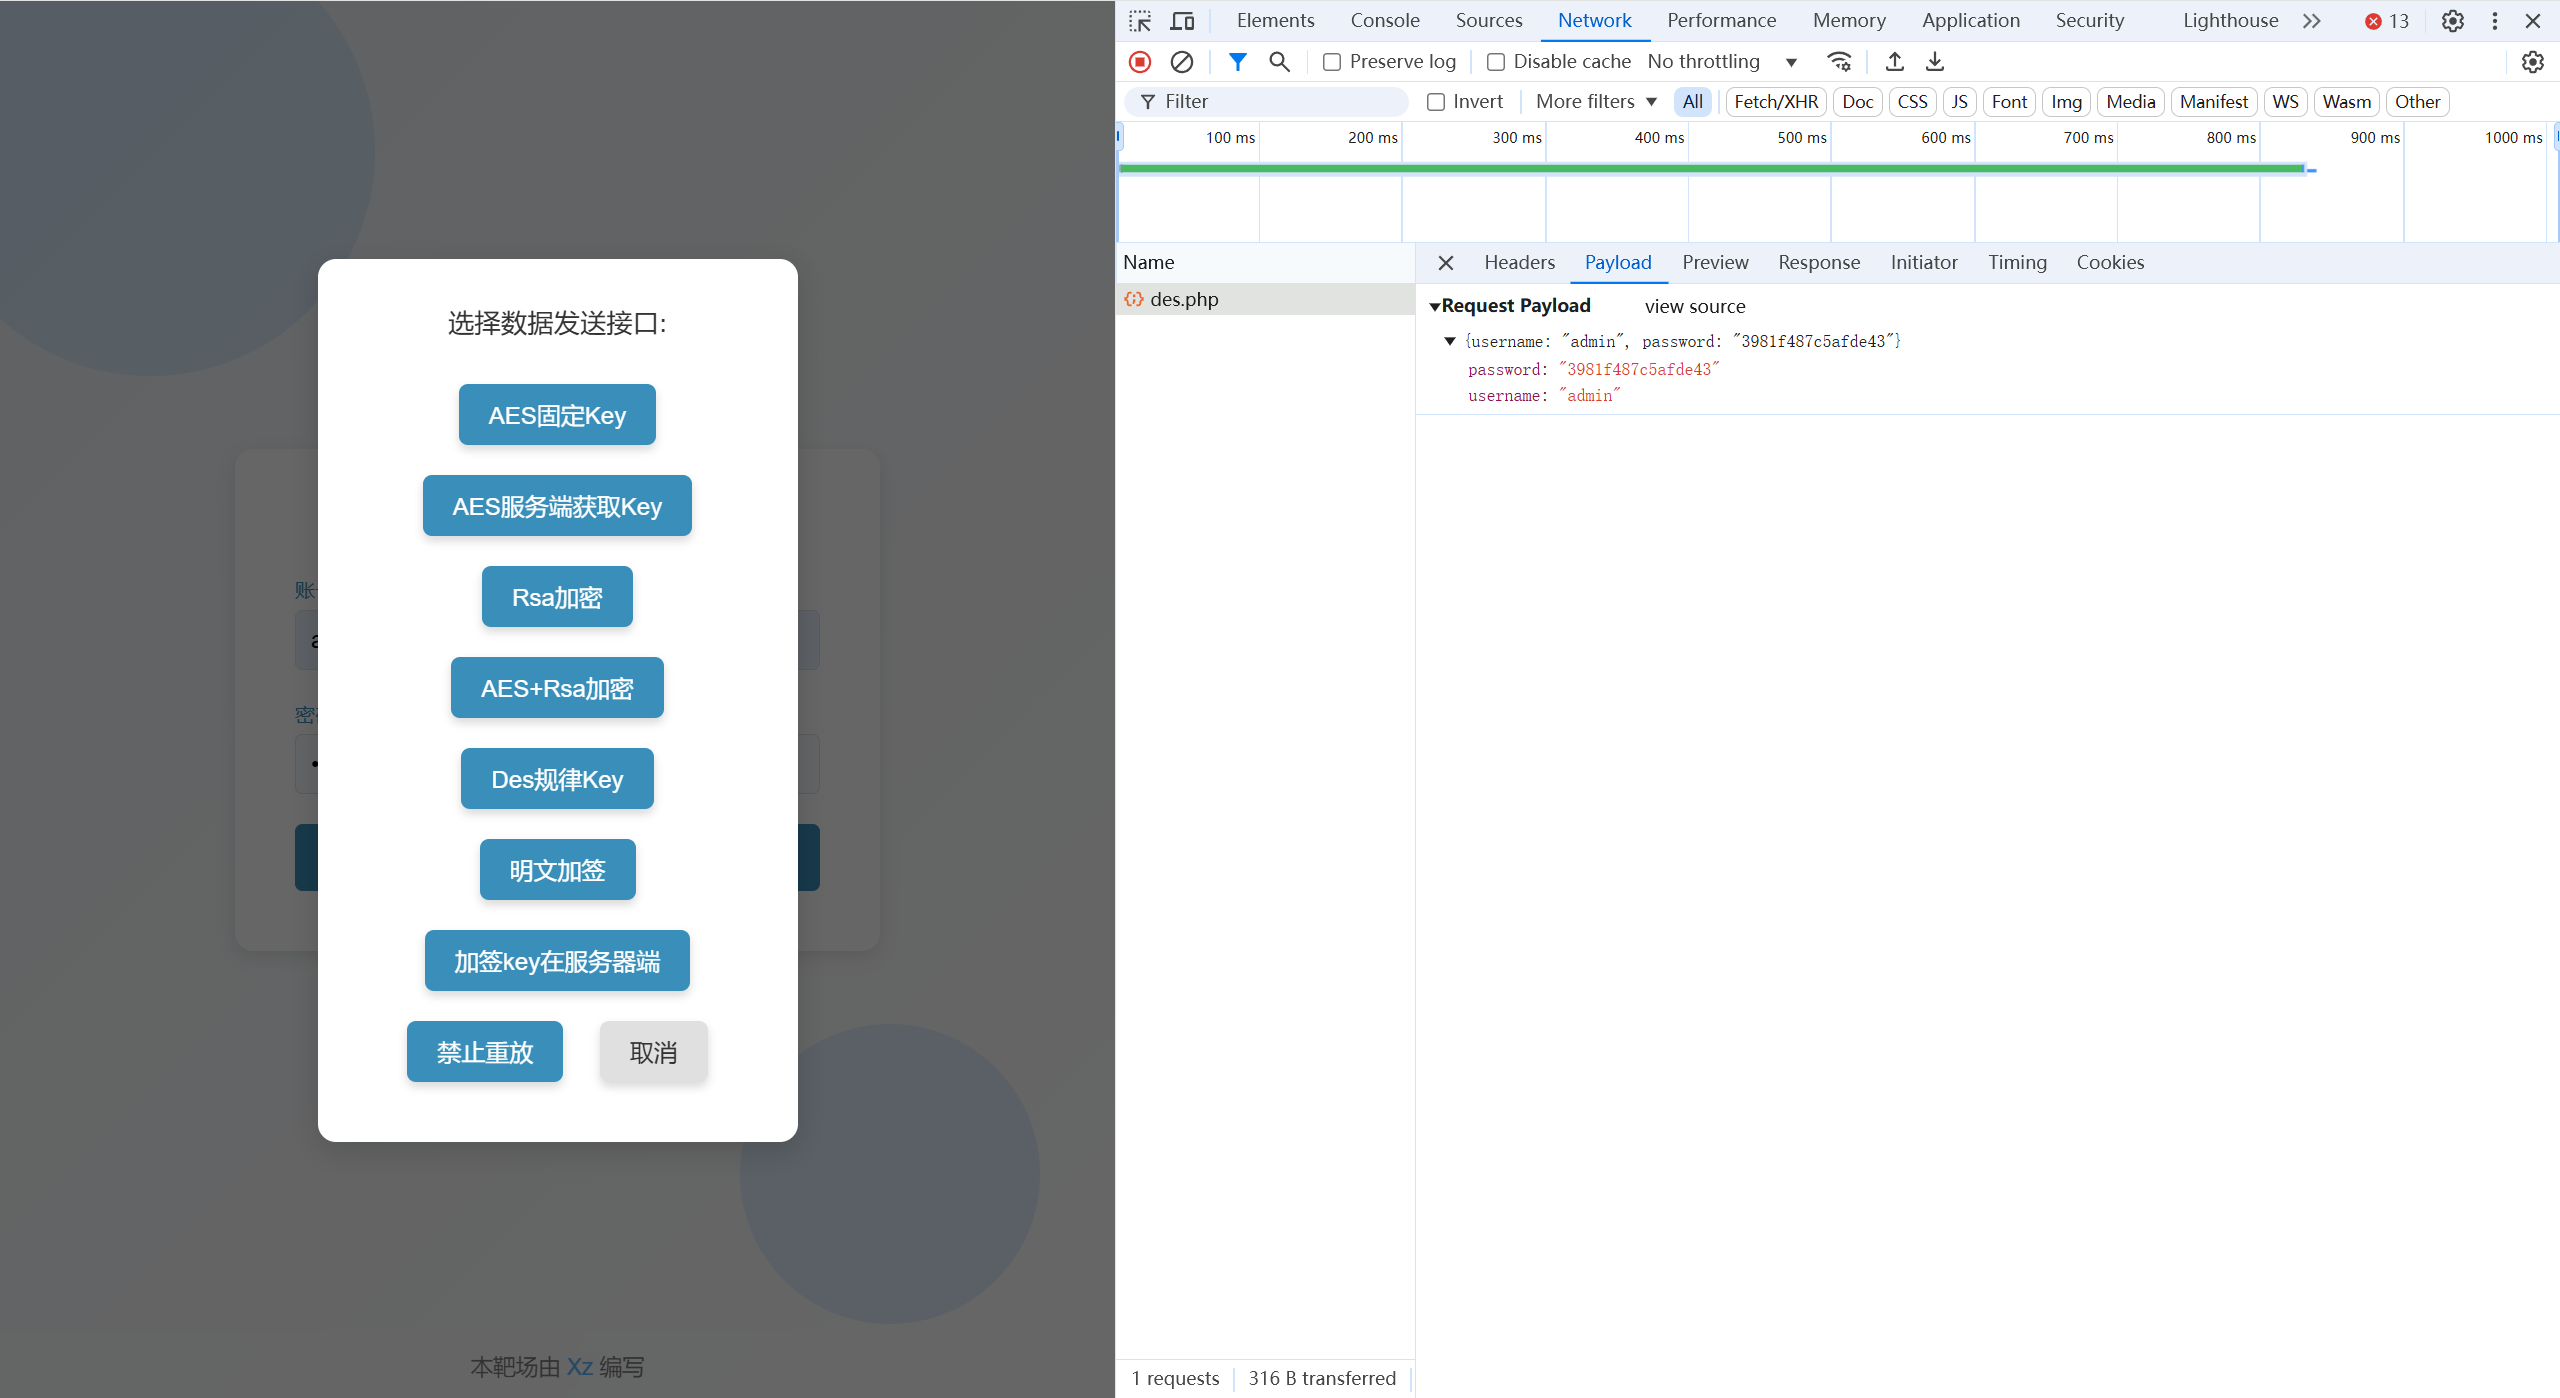 选择数据发送接口:
AES固定Key
AES服务端获取Key
Rsa加密
AES+Rsa加密
Des规律Key
明文加签
加签key在服务器端
禁止重放 取消
账
密
本靶场由 Xz 编写
Elements Console Sources Network Performance Memory Application Security Lighthouse 13
Preserve log Disable cache No throttling
Filter Invert More filters All Fetch/XHR Doc CSS JS Font Img Media Manifest WS Wasm Other
100 ms 200 ms 300 ms 400 ms 500 ms 600 ms 700 ms 800 ms 900 ms 1000 ms
Name
des.php
Headers Payload Preview Response Initiator Timing Cookies
Request Payload view source
{username: "admin", password: "3981f487c5afde43"}
password: "3981f487c5afde43"
username: "admin"
1 requests 316 B transferred